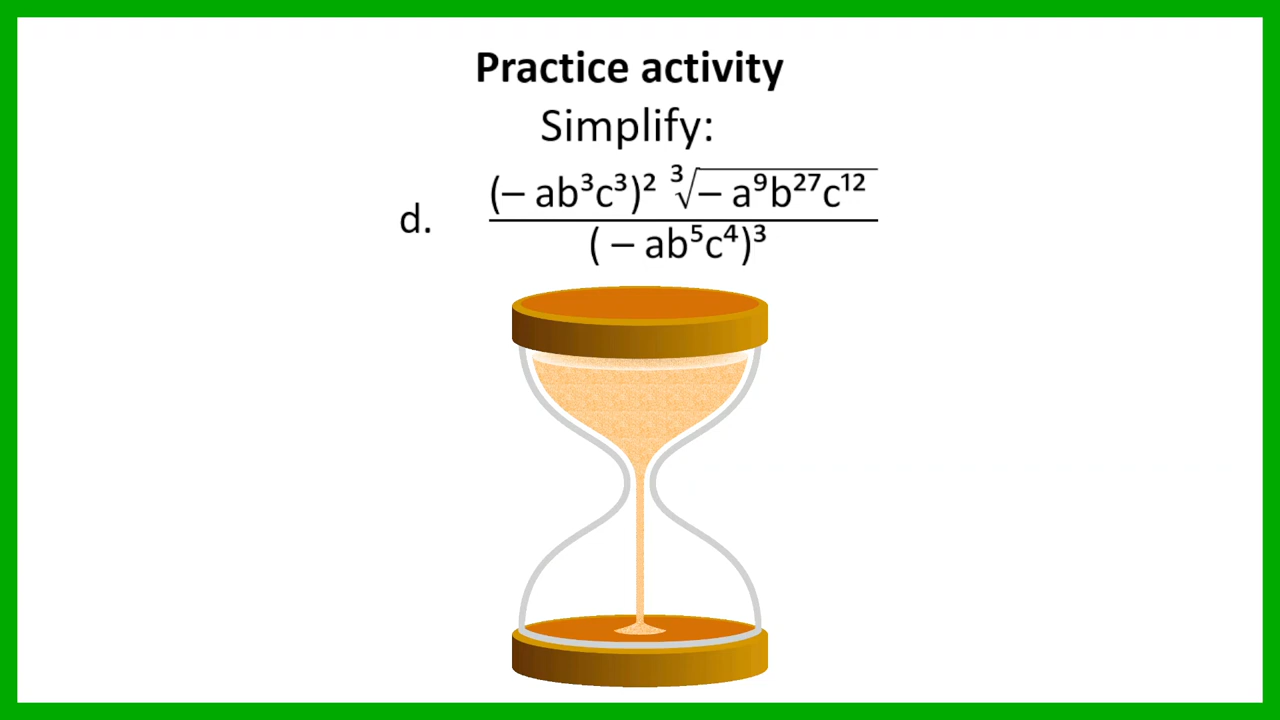 Practice activity
Simplify:
d. (– ab³c³)² ∛– a⁹b²⁷c¹²
( – ab⁵c⁴)³